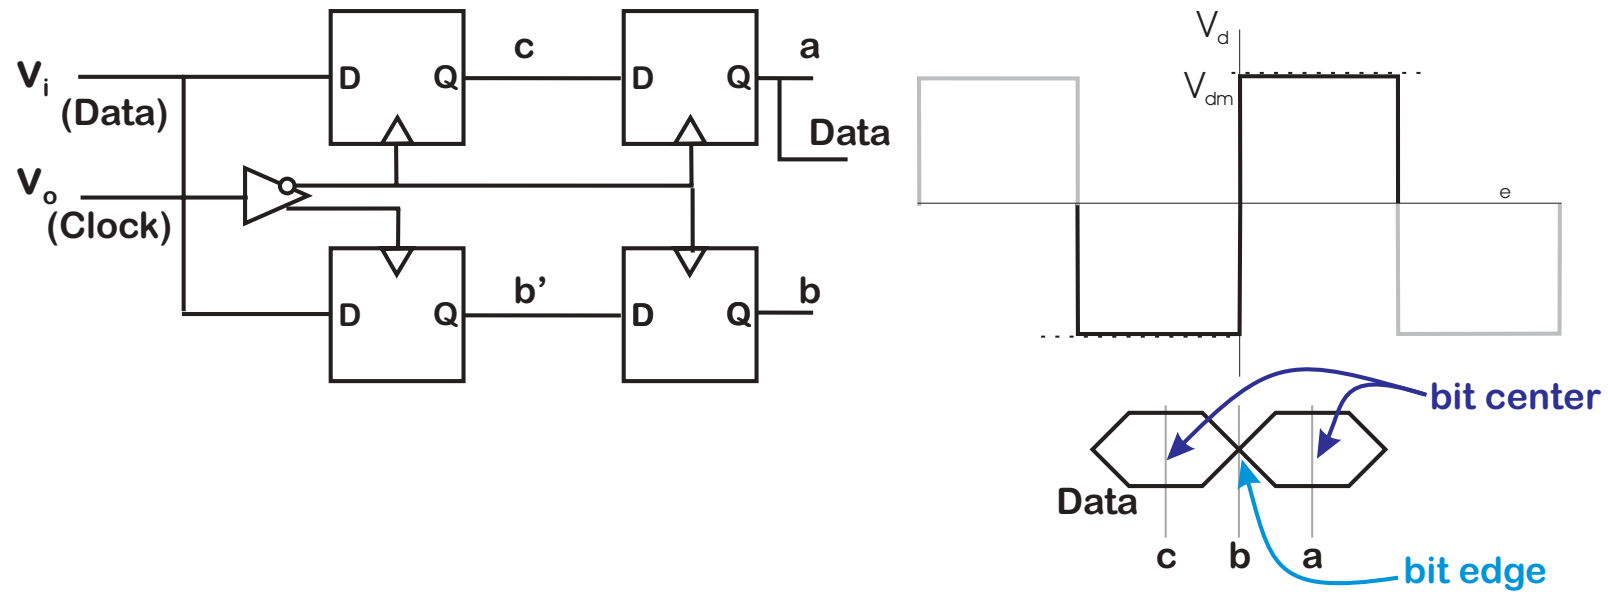 Vi
(Data)
Vo
(Clock)
D
Q
c
D
Q
a
Data
D
Q
b’
D
Q
b
Vd
Vdm
e
bit center
Data
c
b
a
bit edge